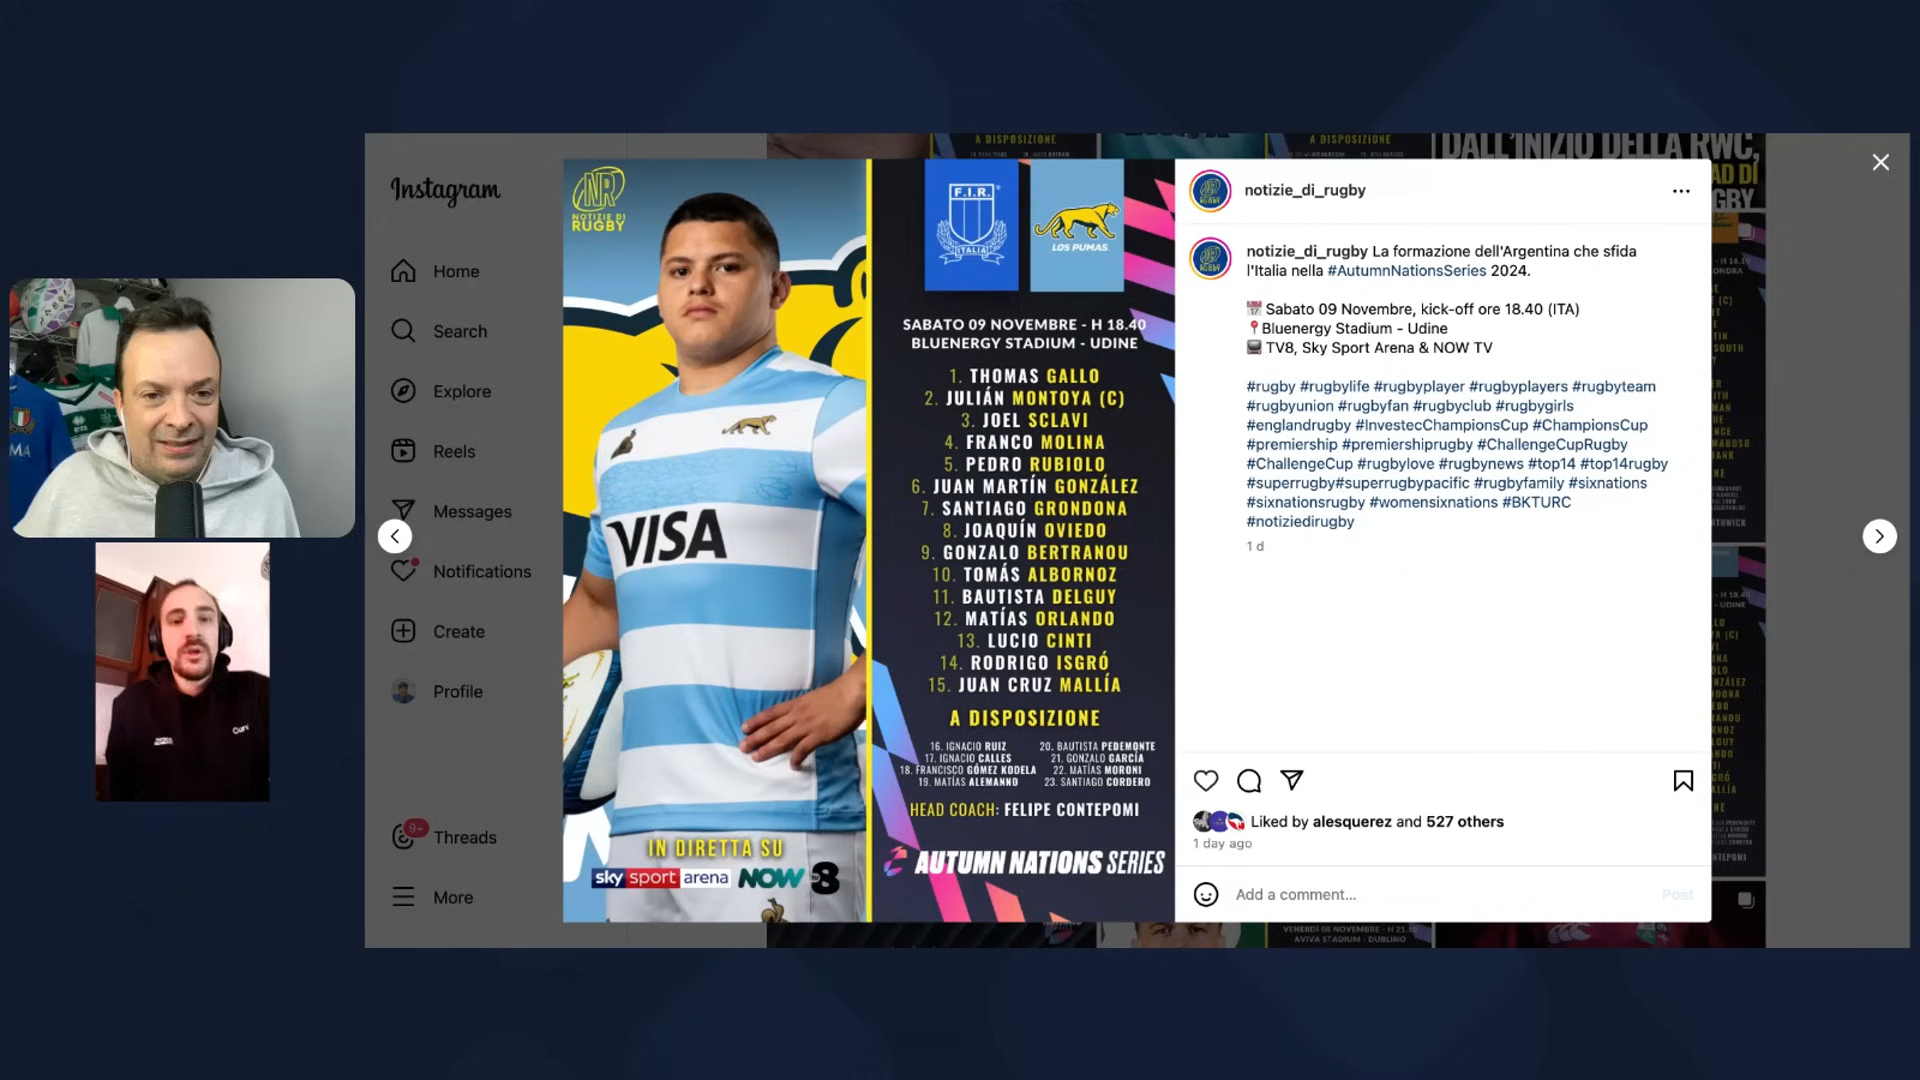 Instagram
Home
Search
Explore
Reels
Messages
Notifications
Create
Profile
9+
Threads
More
A DISPOSIZIONE
A DISPOSIZIONE
DALL'INIZIO DELLA RWC,
NR
NOTIZIE DI
RUGBY
VISA
IN DIRETTA SU
sky sport arena NOW tv8
F.I.R.
ITALIA
LOS PUMAS
SABATO 09 NOVEMBRE - H 18.40
BLUENERGY STADIUM - UDINE
1. THOMAS GALLO
2. JULIÁN MONTOYA (C)
3. JOEL SCLAVI
4. FRANCO MOLINA
5. PEDRO RUBIOLO
6. JUAN MARTÍN GONZÁLEZ
7. SANTIAGO GRONDONA
8. JOAQUÍN OVIEDO
9. GONZALO BERTRANOU
10. TOMÁS ALBORNOZ
11. BAUTISTA DELGUY
12. MATÍAS ORLANDO
13. LUCIO CINTI
14. RODRIGO ISGRÓ
15. JUAN CRUZ MALLÍA
A DISPOSIZIONE
16. IGNACIO RUIZ
17. IGNACIO CALLES
18. FRANCISCO GÓMEZ KODELA
19. MATÍAS ALEMANNO
20. BAUTISTA PEDEMONTE
21. GONZALO GARCÍA
22. MATÍAS MORONI
23. SANTIAGO CORDERO
HEAD COACH: FELIPE CONTEPOMI
AUTUMN NATIONS SERIES
notizie_di_rugby
notizie_di_rugby La formazione dell'Argentina che sfida
l'Italia nella #AutumnNationsSeries 2024.
📅 Sabato 09 Novembre, kick-off ore 18.40 (ITA)
📍Bluenergy Stadium - Udine
📺 TV8, Sky Sport Arena & NOW TV
#rugby #rugbylife #rugbyplayer #rugbyplayers #rugbyteam
#rugbyunion #rugbyfan #rugbyclub #rugbygirls
#englandrugby #InvestecChampionsCup #ChampionsCup
#premiership #premiershiprugby #ChallengeCupRugby
#ChallengeCup #rugbylove #rugbynews #top14 #top14rugby
#superrugby#superrugbypacific #rugbyfamily #sixnations
#sixnationsrugby #womensixnations #BKTURC
#notiziedirugby
1 d
Liked by alesquerez and 527 others
1 day ago
Add a comment...
Post
VENERDÌ 08 NOVEMBRE - H 21.10
AVIVA STADIUM - DUBLINO